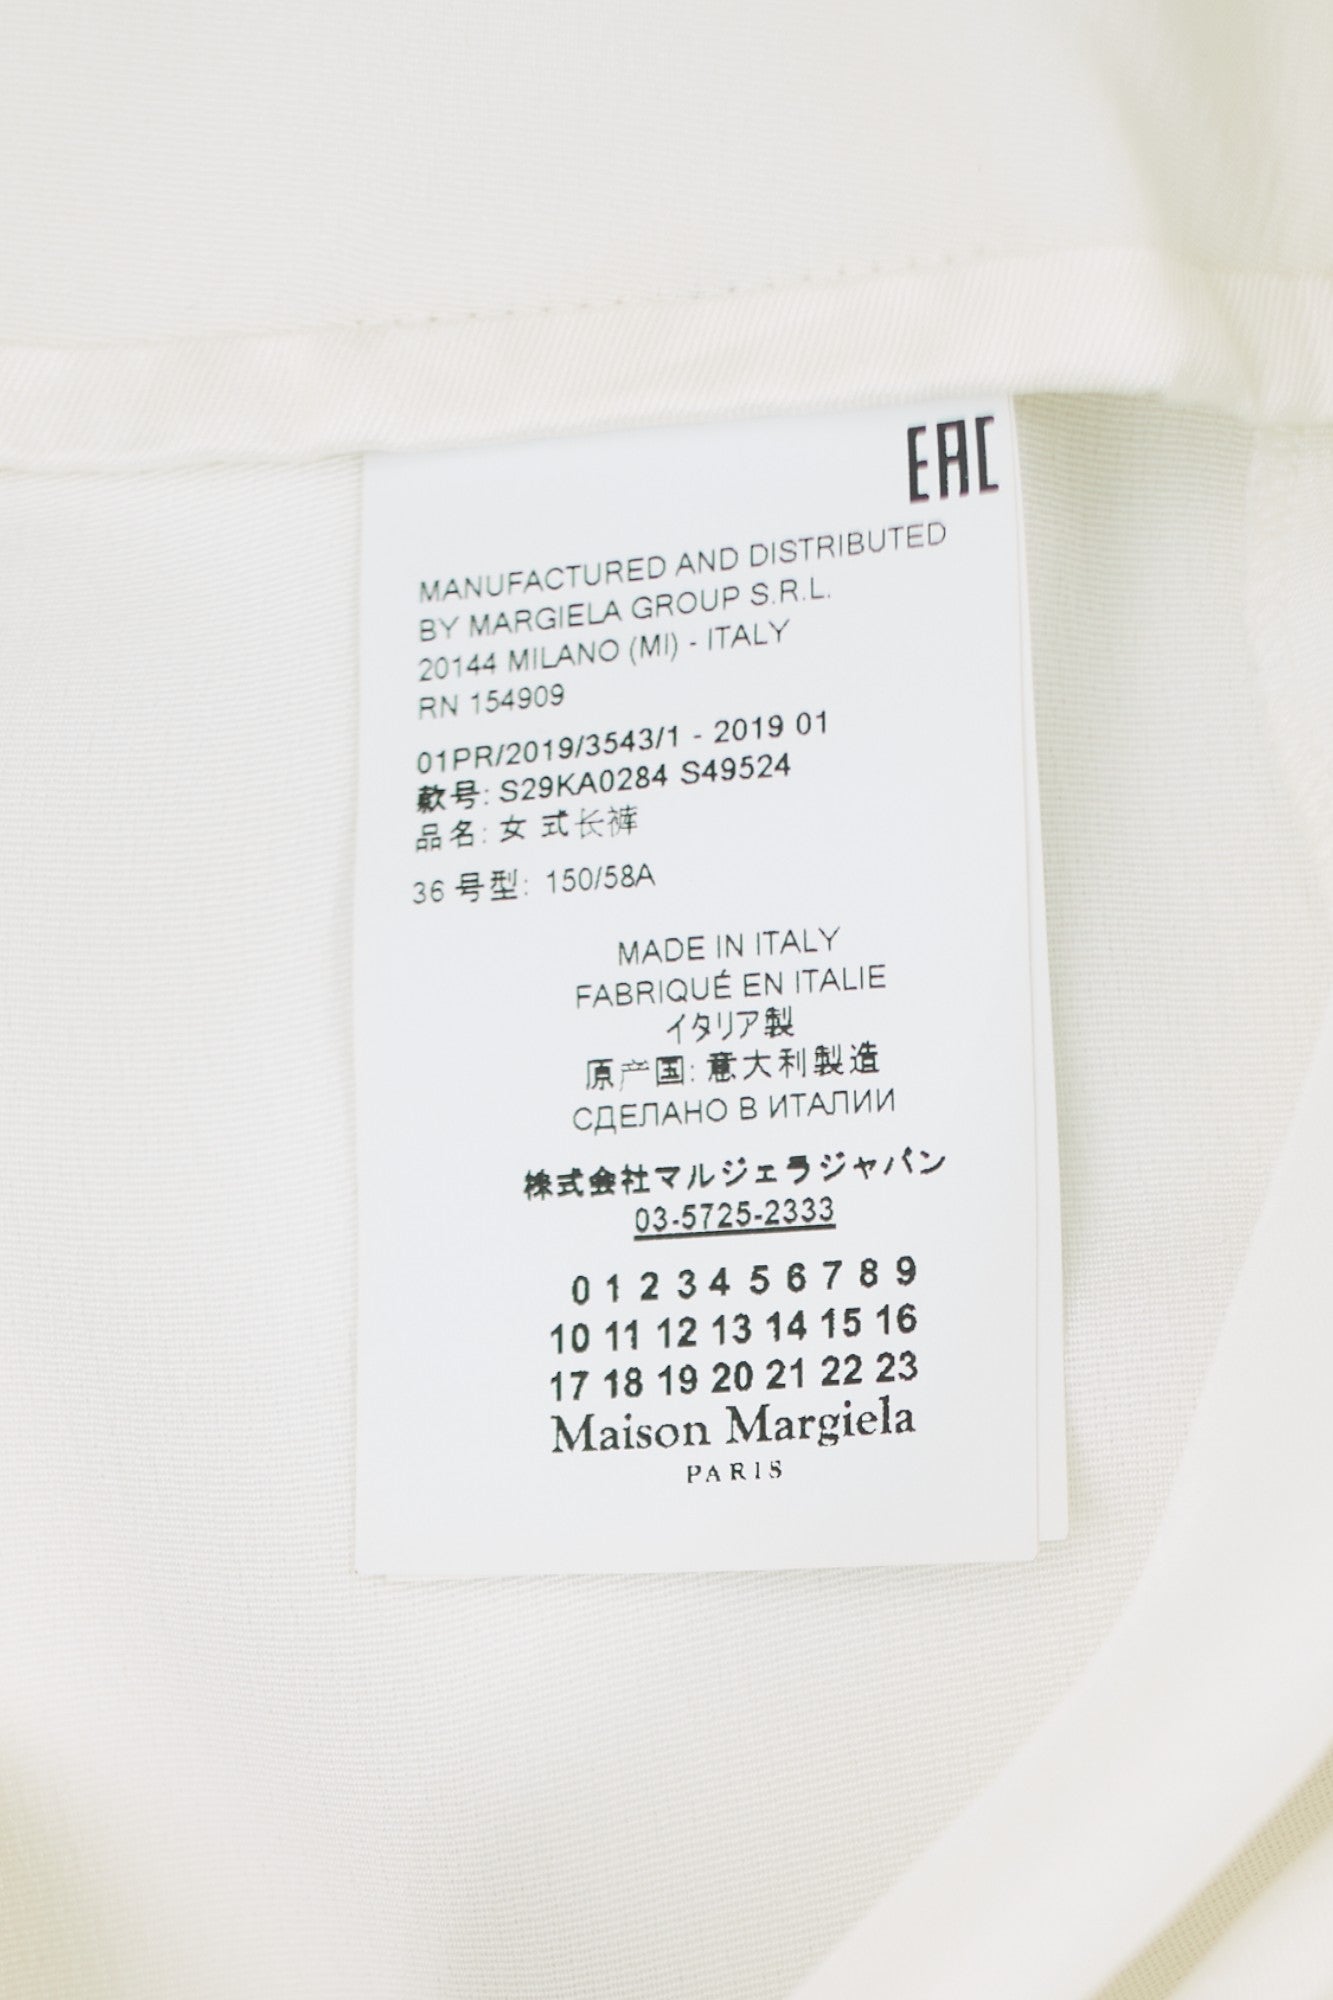 EAC
MANUFACTURED AND DISTRIBUTED
BY MARGIELA GROUP S.R.L.
20144 MILANO (MI) - ITALY
RN 154909
01PR/2019/3543/1 - 2019 01
款号: S29KA0284 S49524
品名: 女 式长裤
36 号型: 150/58A
MADE IN ITALY
FABRIQUÉ EN ITALIE
イタリア製
原产国: 意大利製造
СДЕЛАНО В ИТАЛИИ
株式会社マルジェラジャパン
03-5725-2333
0 1 2 3 4 5 6 7 8 9
10 11 12 13 14 15 16
17 18 19 20 21 22 23
Maison Margiela
PARIS